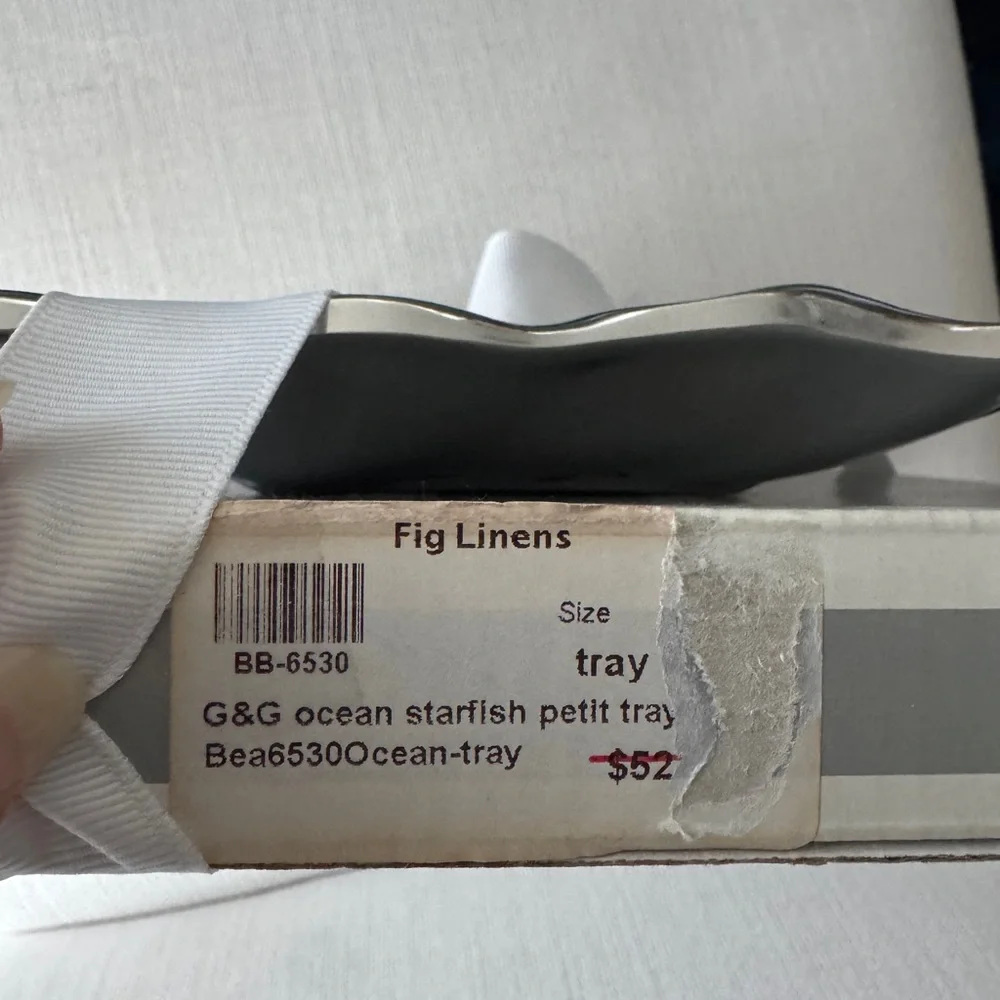 Fig Linens
Size
BB-6530
tray
G&G ocean starfish petit tray
Bea6530Ocean-tray
$52